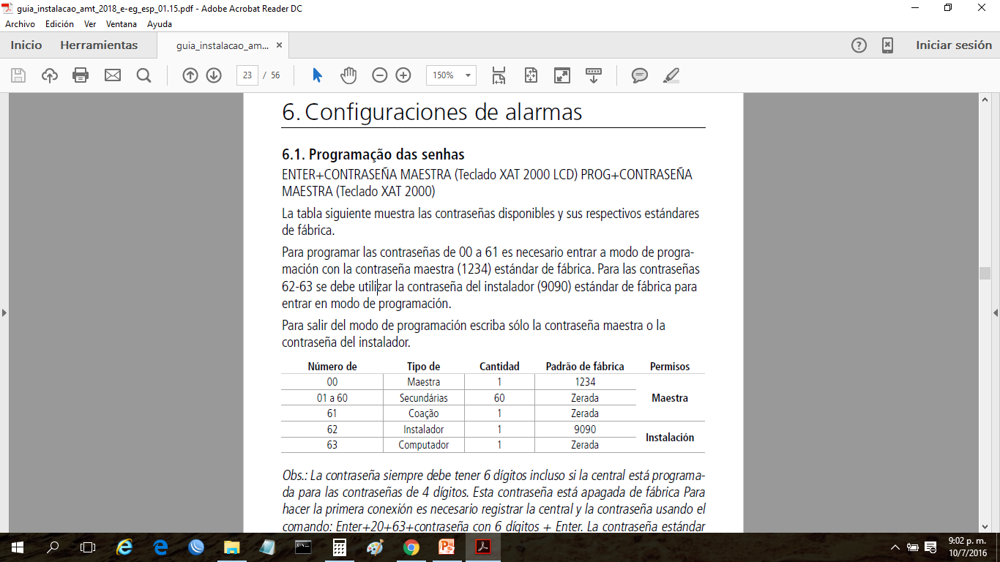 guia_instalacao_amt_2018_e-eg_esp_01.15.pdf - Adobe Acrobat Reader DC
Archivo Edición Ver Ventana Ayuda
Inicio Herramientas guia_instalacao_am... × Iniciar sesión
23 / 56 150%
6. Configuraciones de alarmas
6.1. Programação das senhas
ENTER+CONTRASEÑA MAESTRA (Teclado XAT 2000 LCD) PROG+CONTRASEÑA
MAESTRA (Teclado XAT 2000)
La tabla siguiente muestra las contraseñas disponibles y sus respectivos estándares
de fábrica.
Para programar las contraseñas de 00 a 61 es necesario entrar a modo de progra-
mación con la contraseña maestra (1234) estándar de fábrica. Para las contraseñas
62-63 se debe utilizar la contraseña del instalador (9090) estándar de fábrica para
entrar en modo de programación.
Para salir del modo de programación escriba sólo la contraseña maestra o la
contraseña del instalador.
Número de Tipo de Cantidad Padrão de fábrica Permisos
00 Maestra 1 1234
01 a 60 Secundárias 60 Zerada Maestra
61 Coação 1 Zerada
62 Instalador 1 9090
Instalación
63 Computador 1 Zerada
Obs.: La contraseña siempre debe tener 6 dígitos incluso si la central está programa-
da para las contraseñas de 4 dígitos. Esta contraseña está apagada de fábrica Para
hacer la primera conexión es necesario registrar la central y la contraseña usando el
comando: Enter+20+63+contraseña con 6 dígitos + Enter. La contraseña estándar
9:02 p. m.
10/7/2016